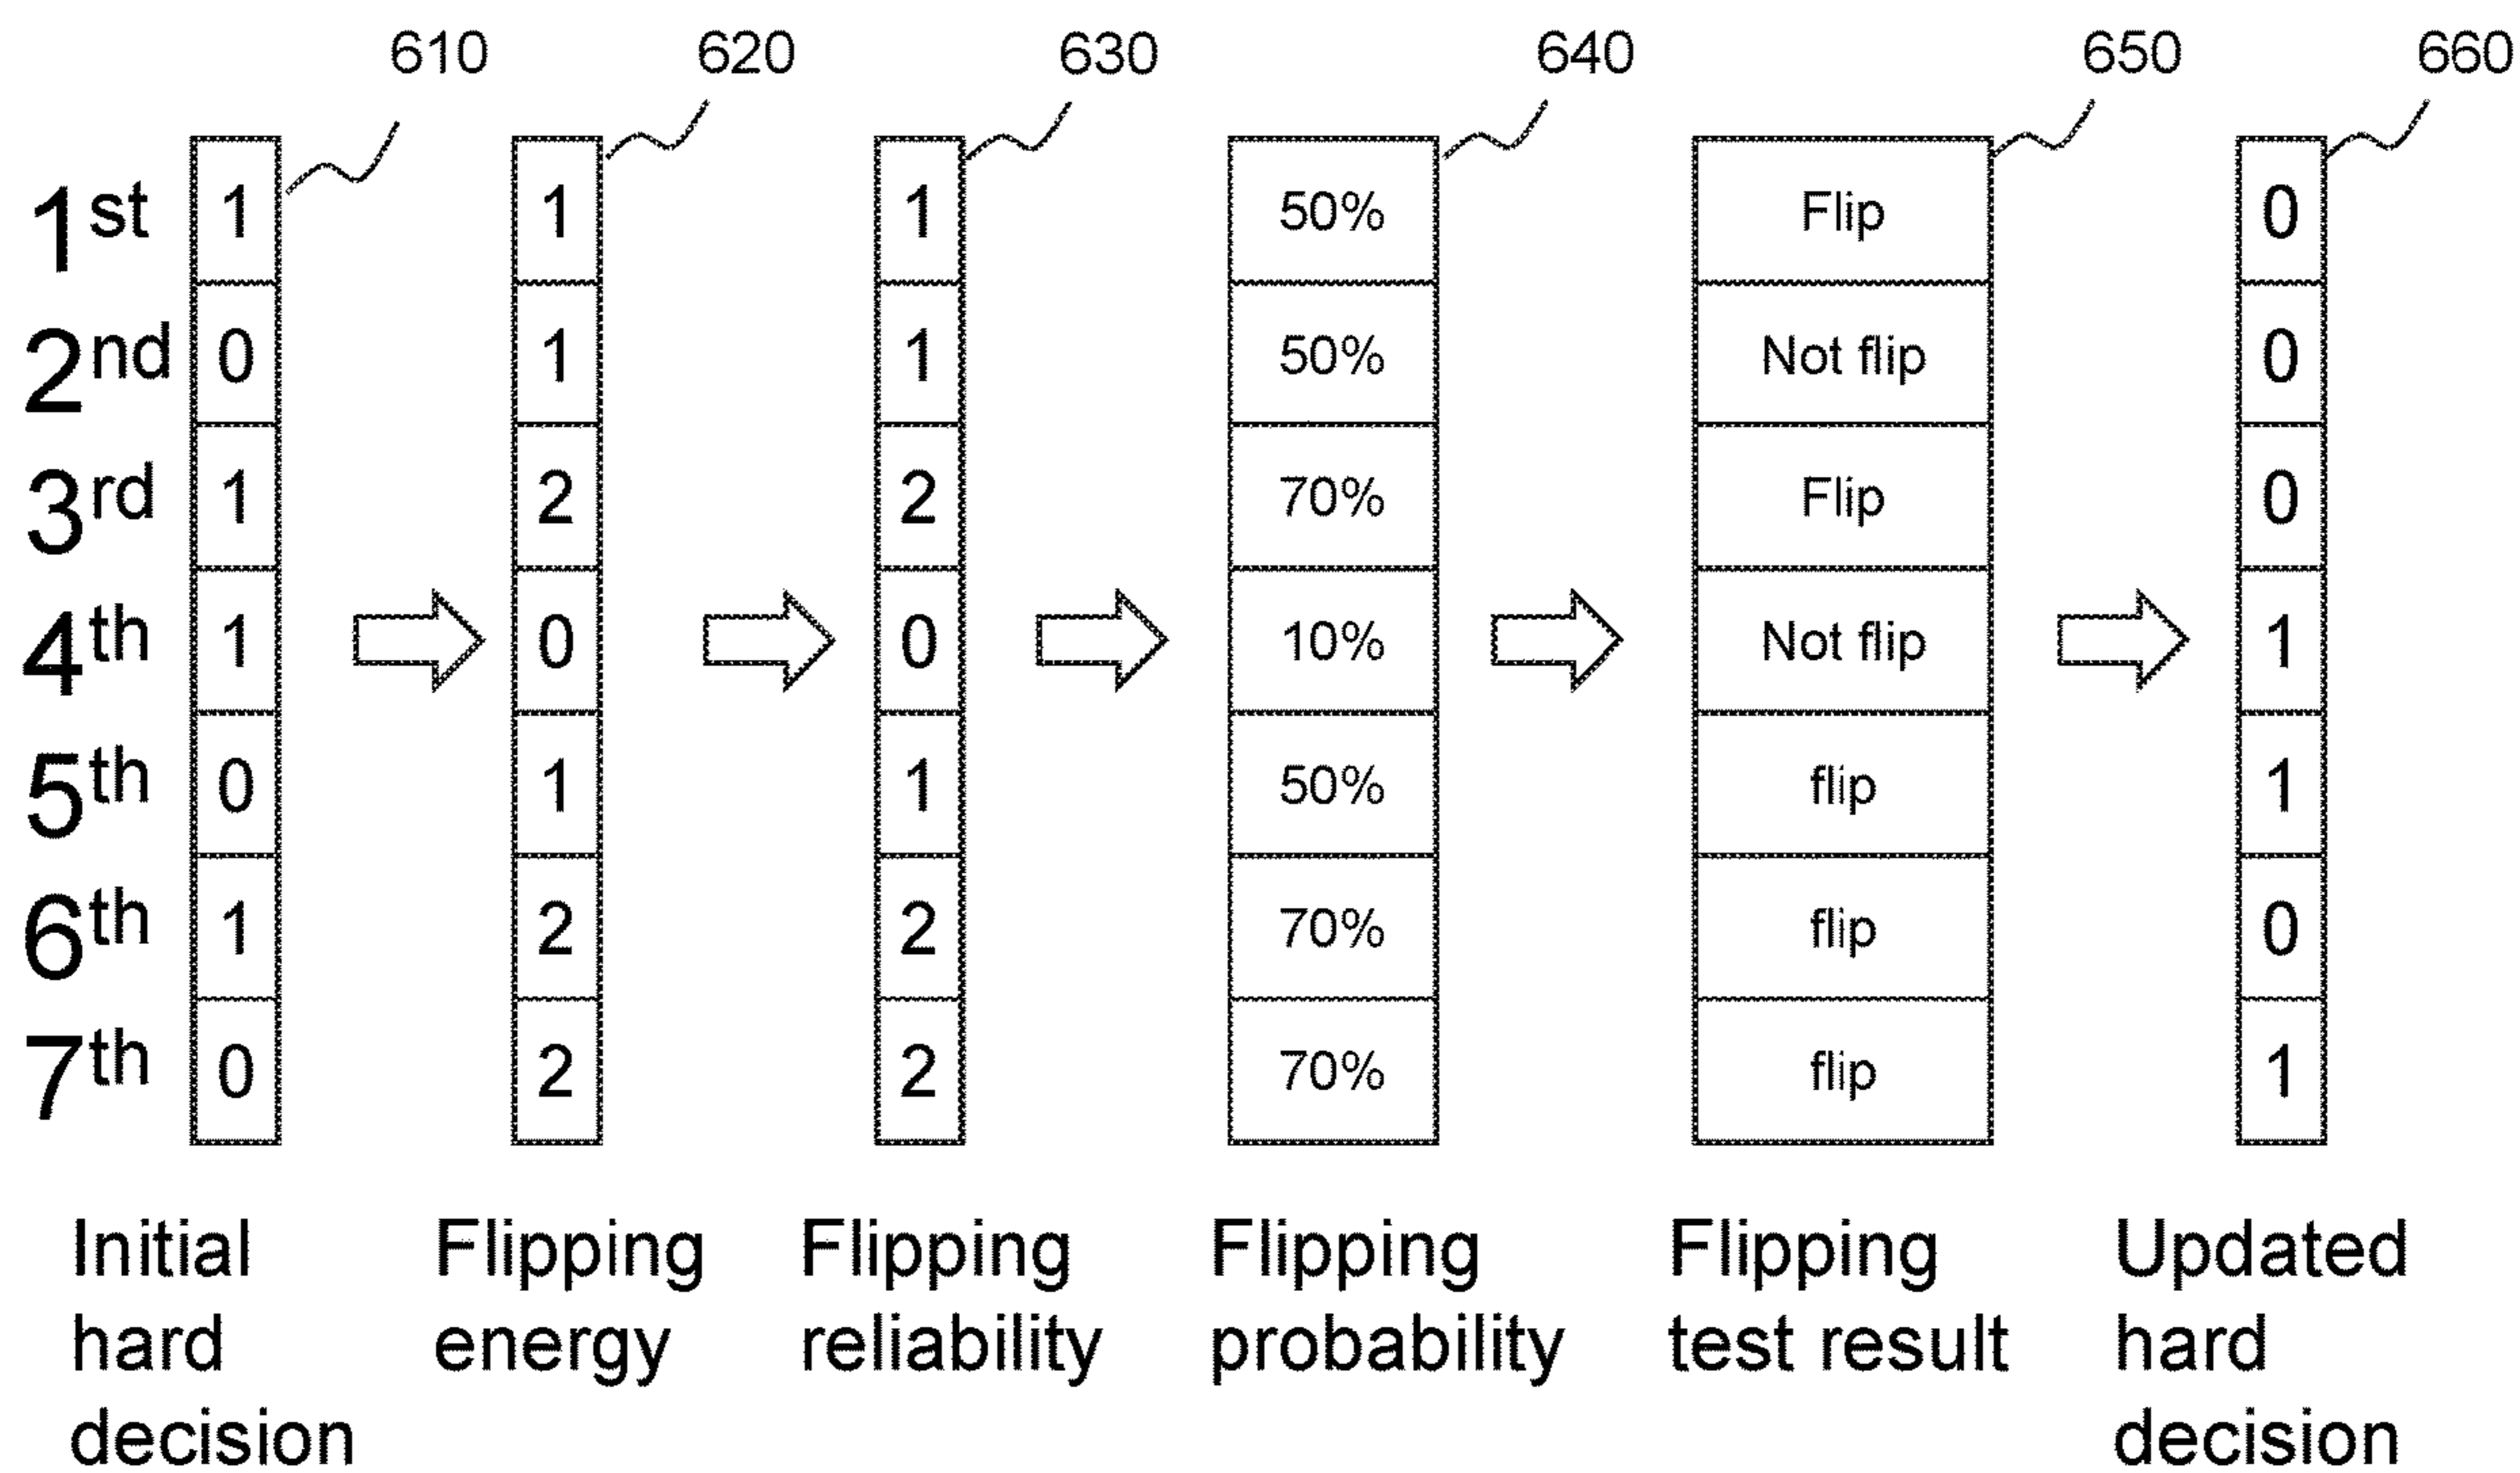 610 620 630 640 650 660
1st 1 1 1 50% Flip 0
2nd 0 1 1 50% Not flip 0
3rd 1 2 2 70% Flip 0
4th 1 0 0 10% Not flip 1
5th 0 1 1 50% flip 1
6th 1 2 2 70% flip 0
7th 0 2 2 70% flip 1
Initial Flipping Flipping Flipping Flipping Updated
hard energy reliability probability test result hard
decision decision